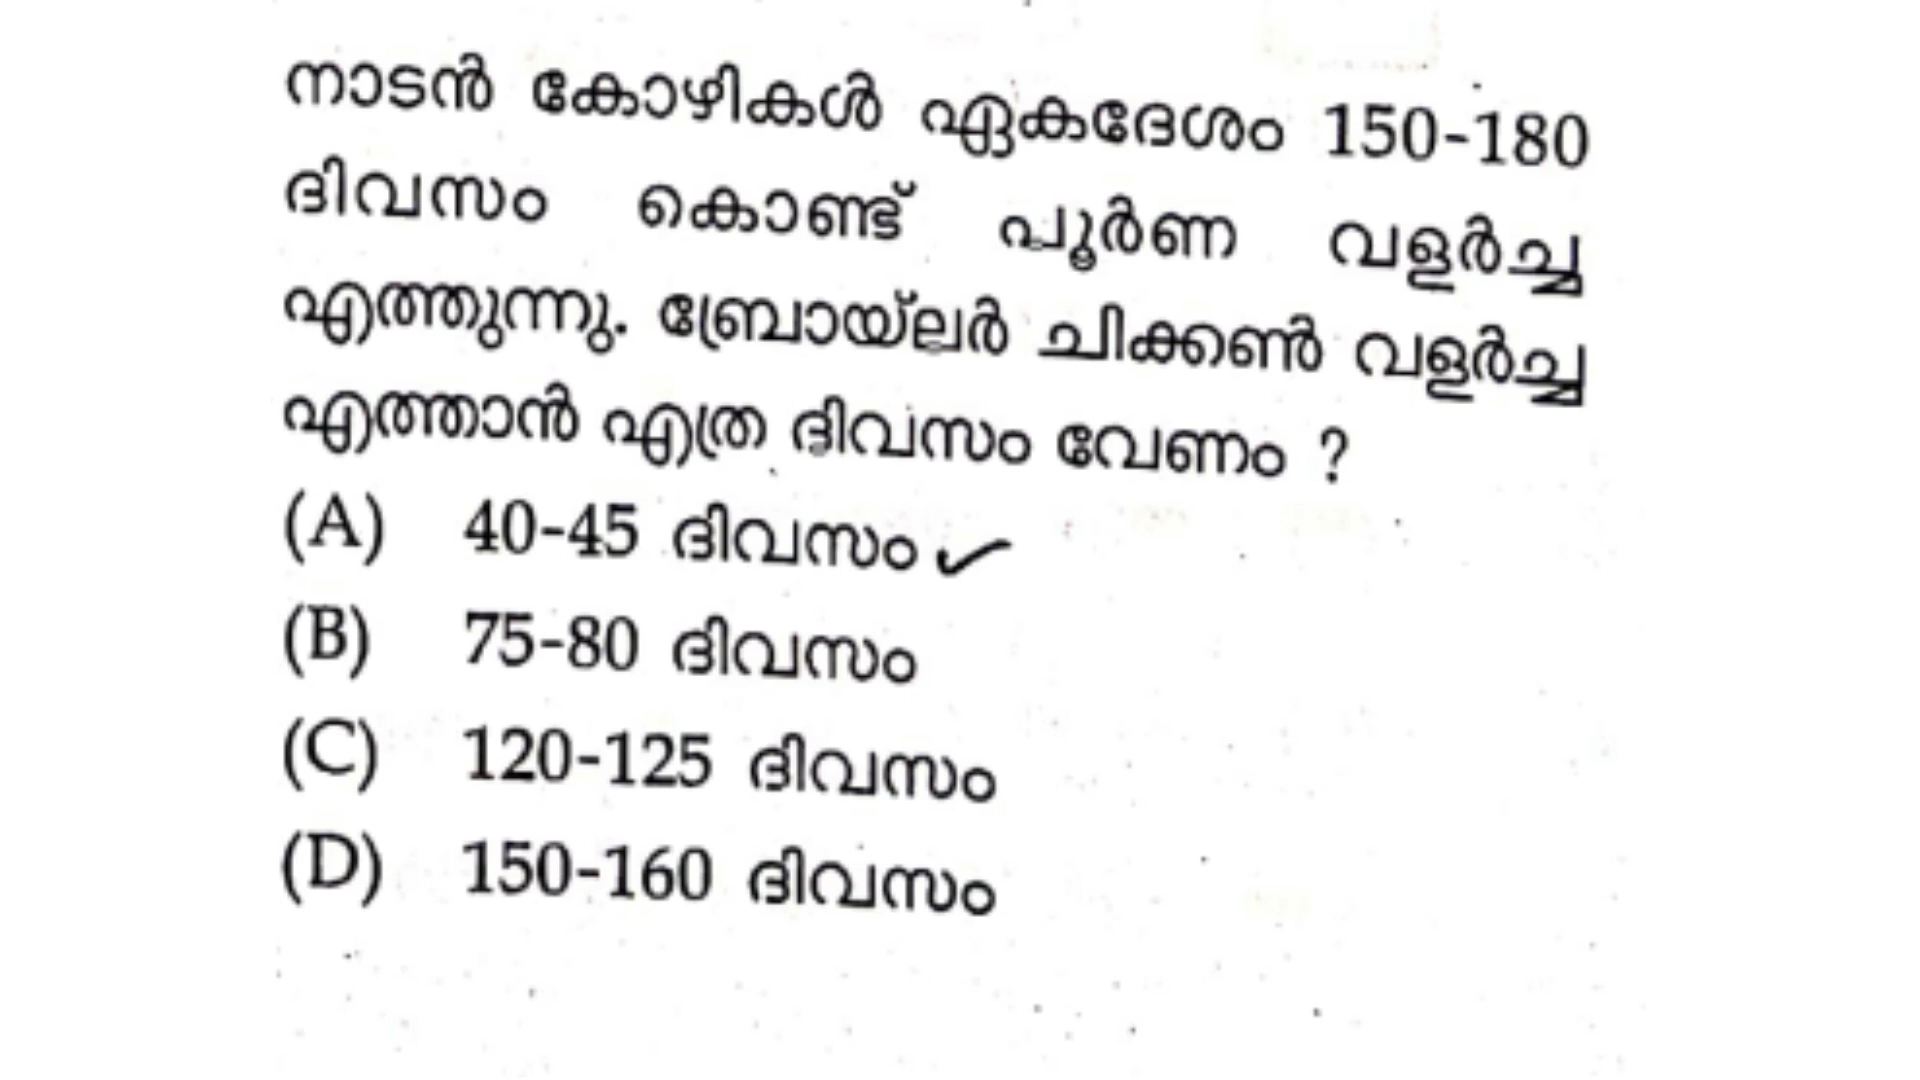 നാടൻ കോഴികൾ ഏകദേശം 150-180
ദിവസം കൊണ്ട് പൂർണ വളർച്ച
എത്തുന്നു. ബ്രോയ്ലർ ചിക്കൺ വളർച്ച
എത്താൻ എത്ര ദിവസം വേണം ?
(A) 40-45 ദിവസം
(B) 75-80 ദിവസം
(C) 120-125 ദിവസം
(D) 150-160 ദിവസം